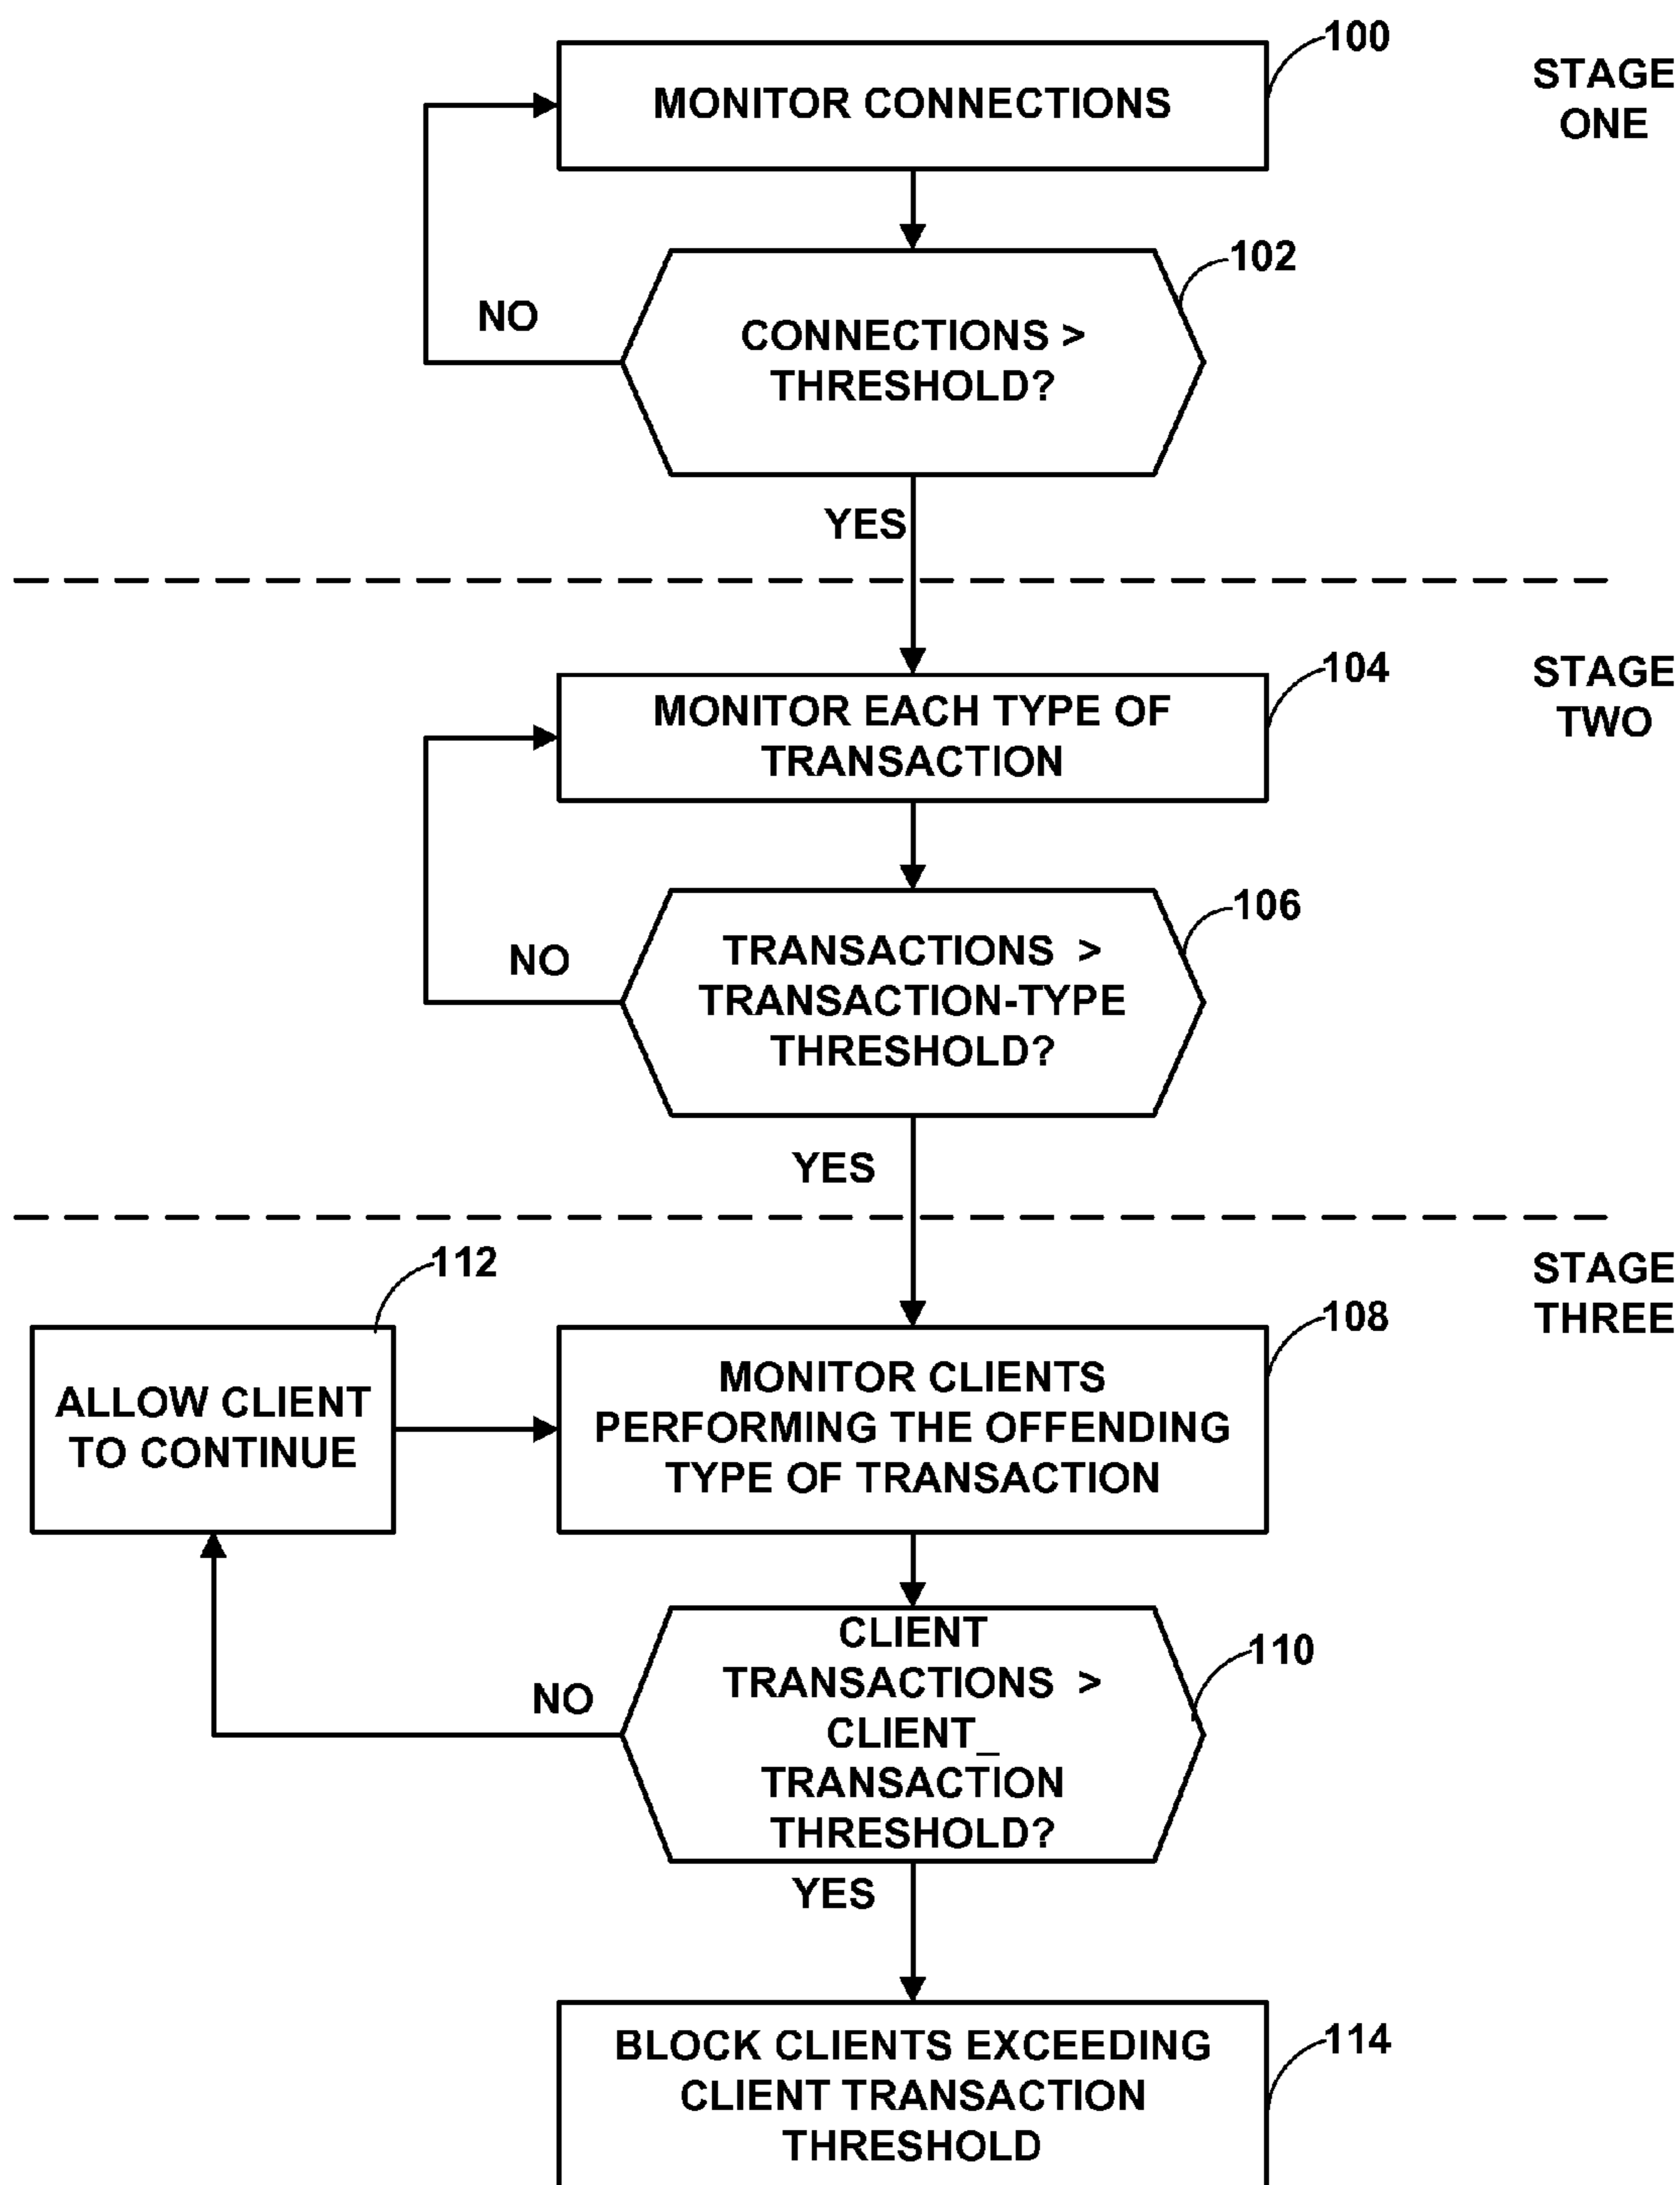 100
STAGE
ONE
MONITOR CONNECTIONS
102
NO
CONNECTIONS >
THRESHOLD?
YES
104
STAGE
TWO
MONITOR EACH TYPE OF
TRANSACTION
106
NO
TRANSACTIONS >
TRANSACTION-TYPE
THRESHOLD?
YES
112
STAGE
THREE
108
ALLOW CLIENT
TO CONTINUE
MONITOR CLIENTS
PERFORMING THE OFFENDING
TYPE OF TRANSACTION
110
NO
CLIENT
TRANSACTIONS >
CLIENT_
TRANSACTION
THRESHOLD?
YES
114
BLOCK CLIENTS EXCEEDING
CLIENT TRANSACTION
THRESHOLD